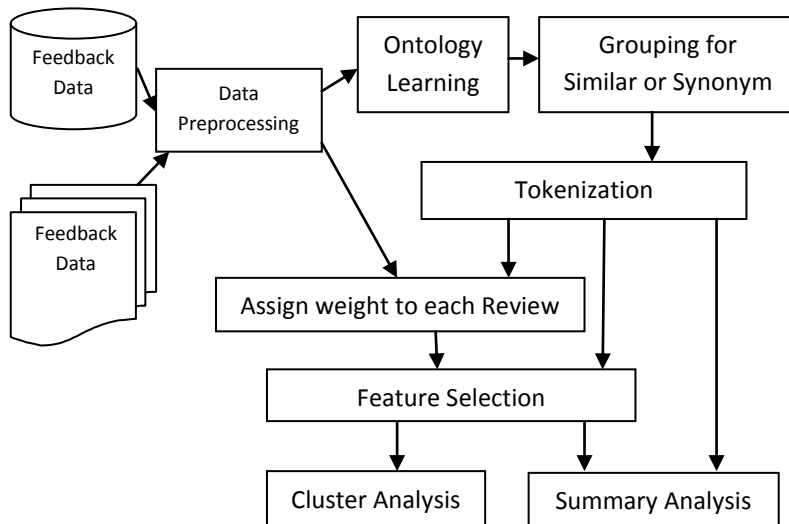 Feedback
Data
Data
Preprocessing
Ontology
Learning
Grouping for
Similar or Synonym
Tokenization
Feedback
Data
Assign weight to each Review
Feature Selection
Cluster Analysis
Summary Analysis